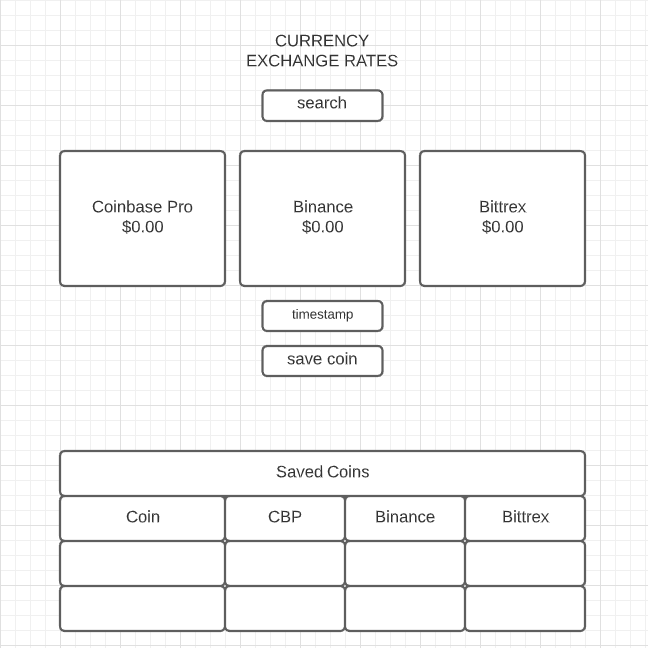 CURRENCY
EXCHANGE RATES
search
Coinbase Pro
$0.00
Binance
$0.00
Bittrex
$0.00
timestamp
save coin
Saved Coins
Coin CBP Binance Bittrex